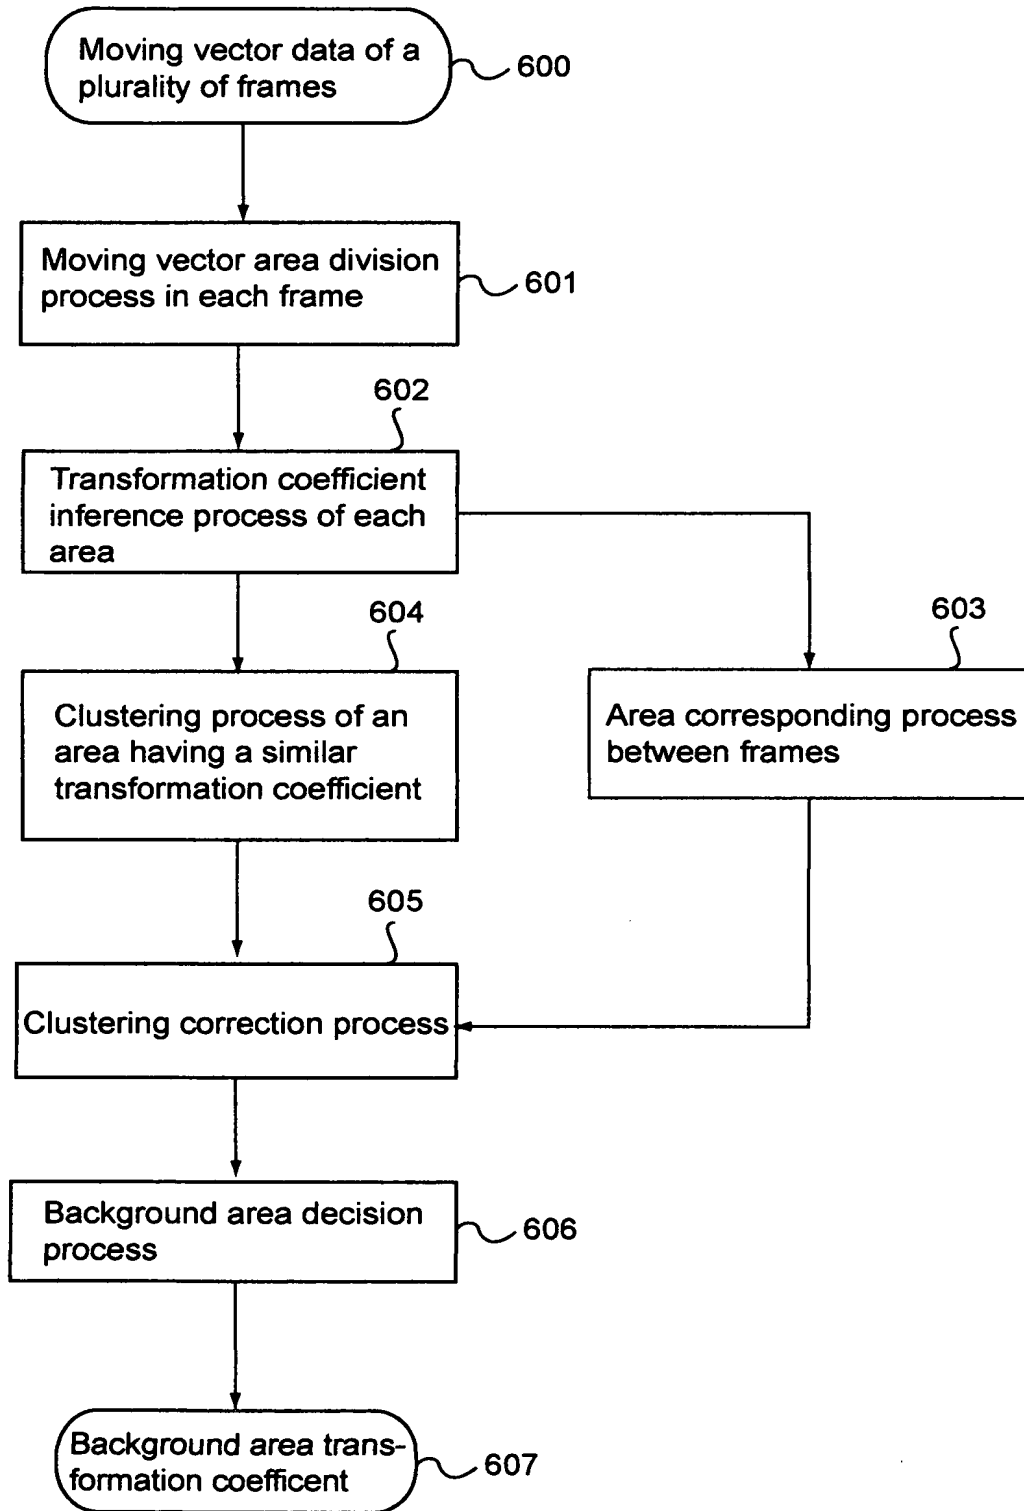 Moving vector data of a
plurality of frames
600
Moving vector area division
process in each frame
601
602
Transformation coefficient
inference process of each
area
604
603
Clustering process of an
area having a similar
transformation coefficient
Area corresponding process
between frames
605
Clustering correction process
Background area decision
process
606
Background area trans-
formation coefficent
607